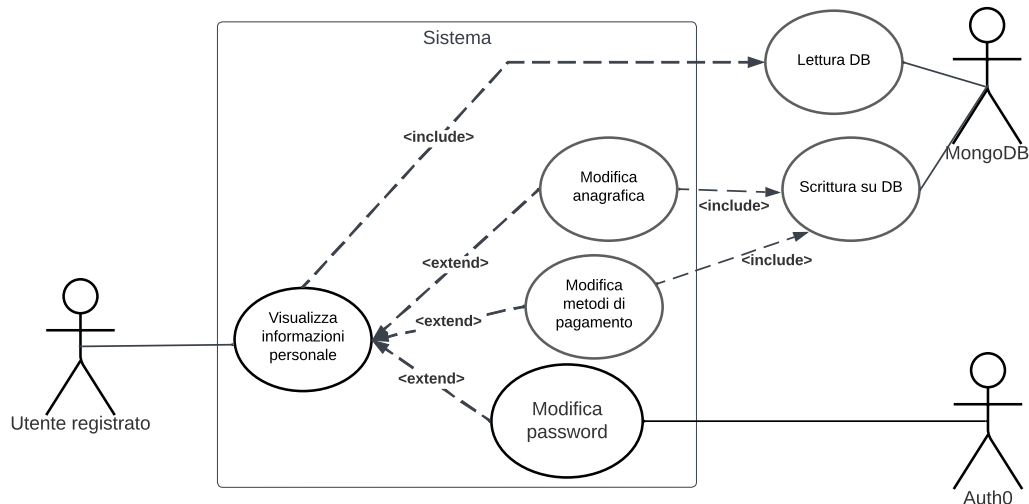 Sistema
Lettura DB
MongoDB
<include>
Modifica
anagrafica
Scrittura su DB
<include>
<extend>
<include>
Modifica
metodi di
pagamento
<extend>
Visualizza
informazioni
personale
<extend>
Utente registrato
Modifica
password
Auth0